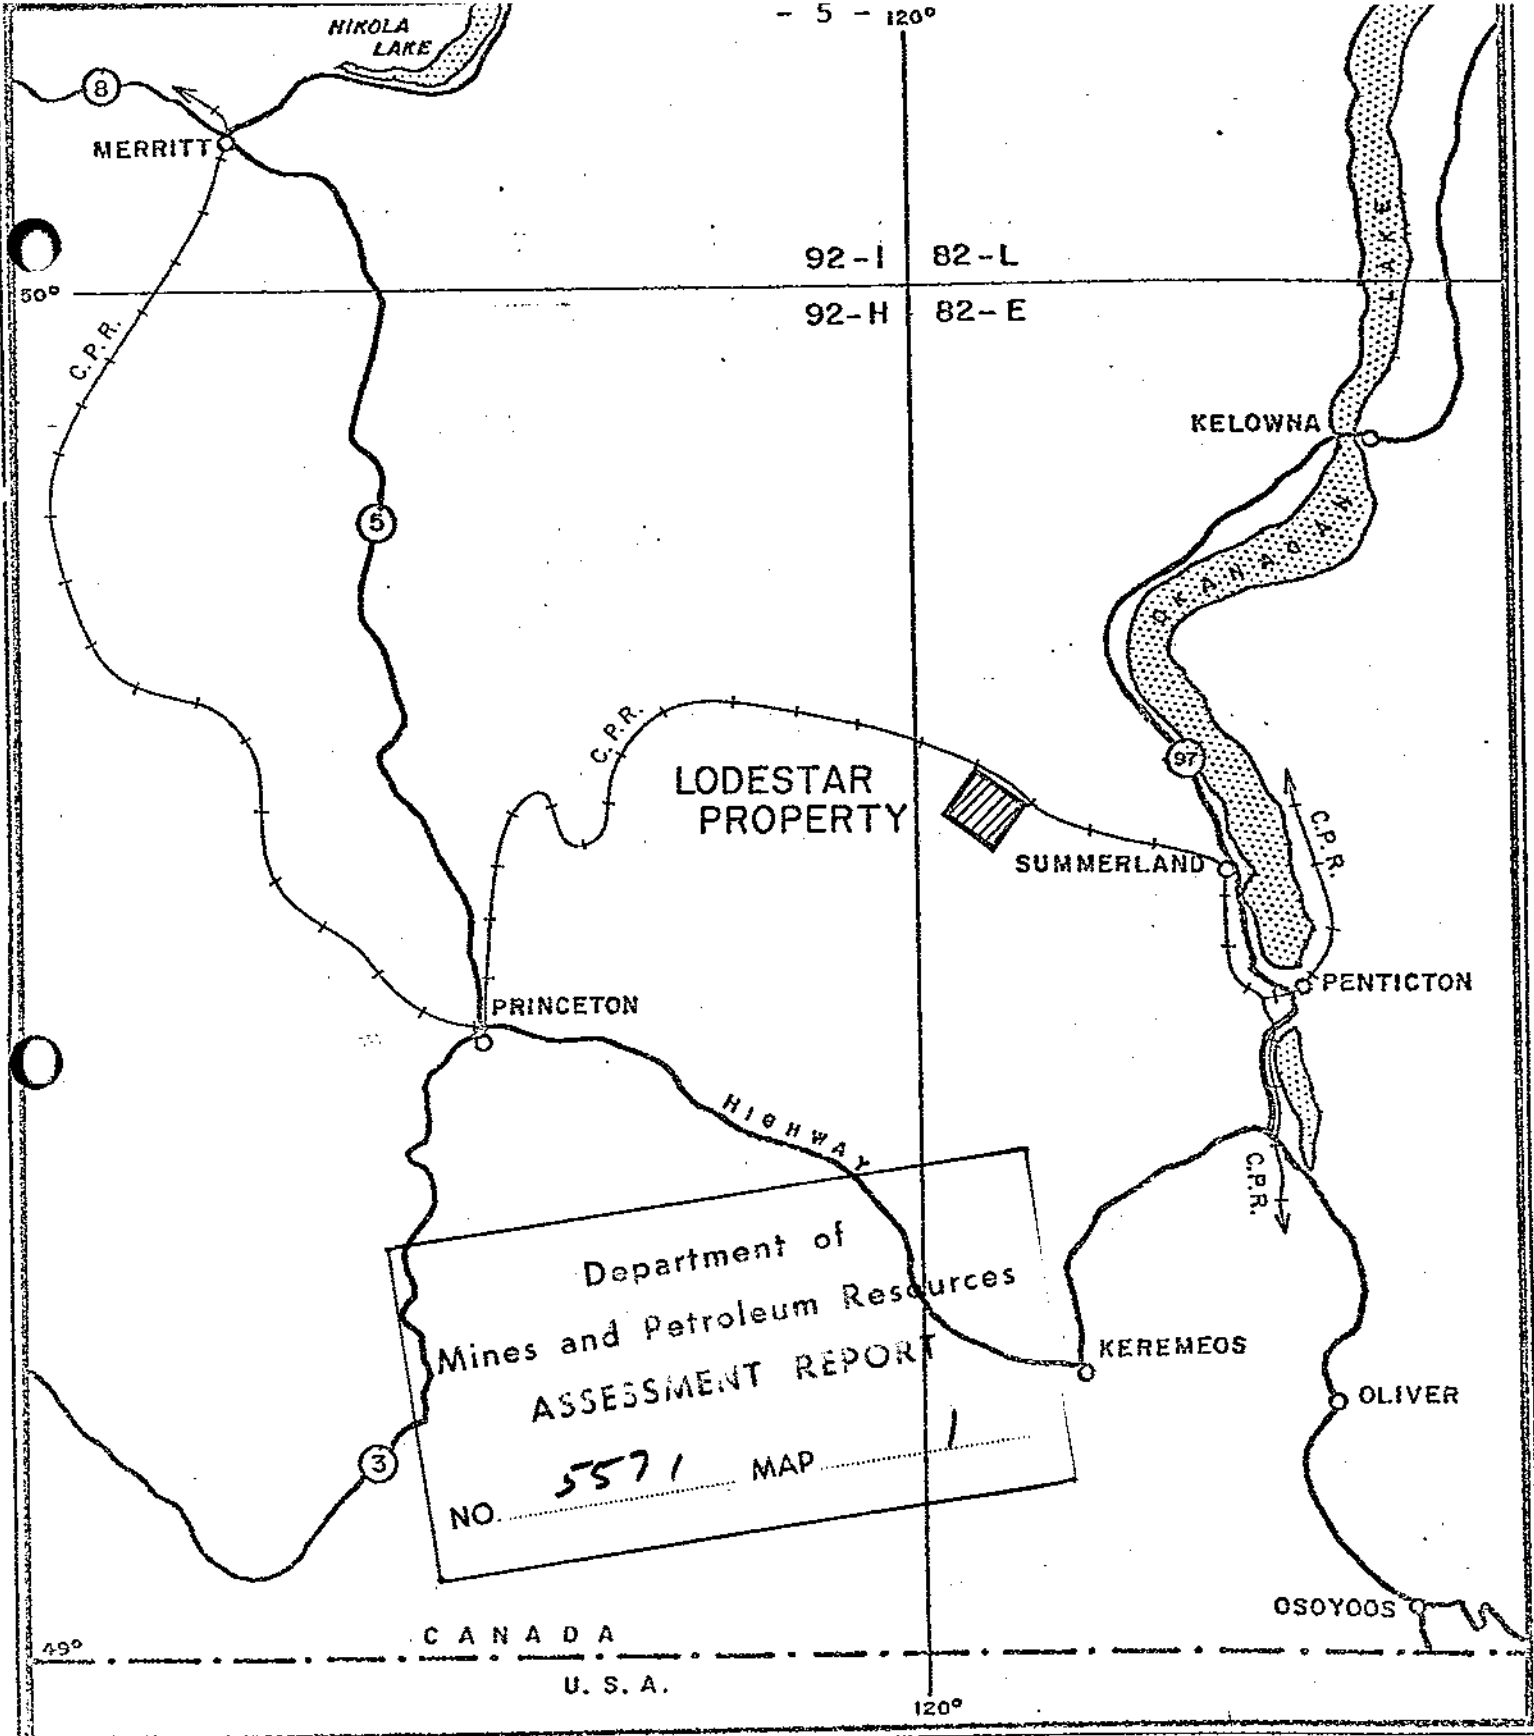 - 5 -
120°
NIKOLA
LAKE
8
MERRITT
92-I
82-L
50°
92-H
82-E
C.P.R.
LAKE
KELOWNA
5
OKANAGAN
C.P.R.
97
LODESTAR
PROPERTY
C.P.R.
SUMMERLAND
PENTICTON
PRINCETON
HIGHWAY
C.P.R.
Department of
Mines and Petroleum Resources
ASSESSMENT REPORT
NO. 5571 MAP 1
KEREMEOS
OLIVER
3
OSOYOOS
49°
CANADA
U.S.A.
120°